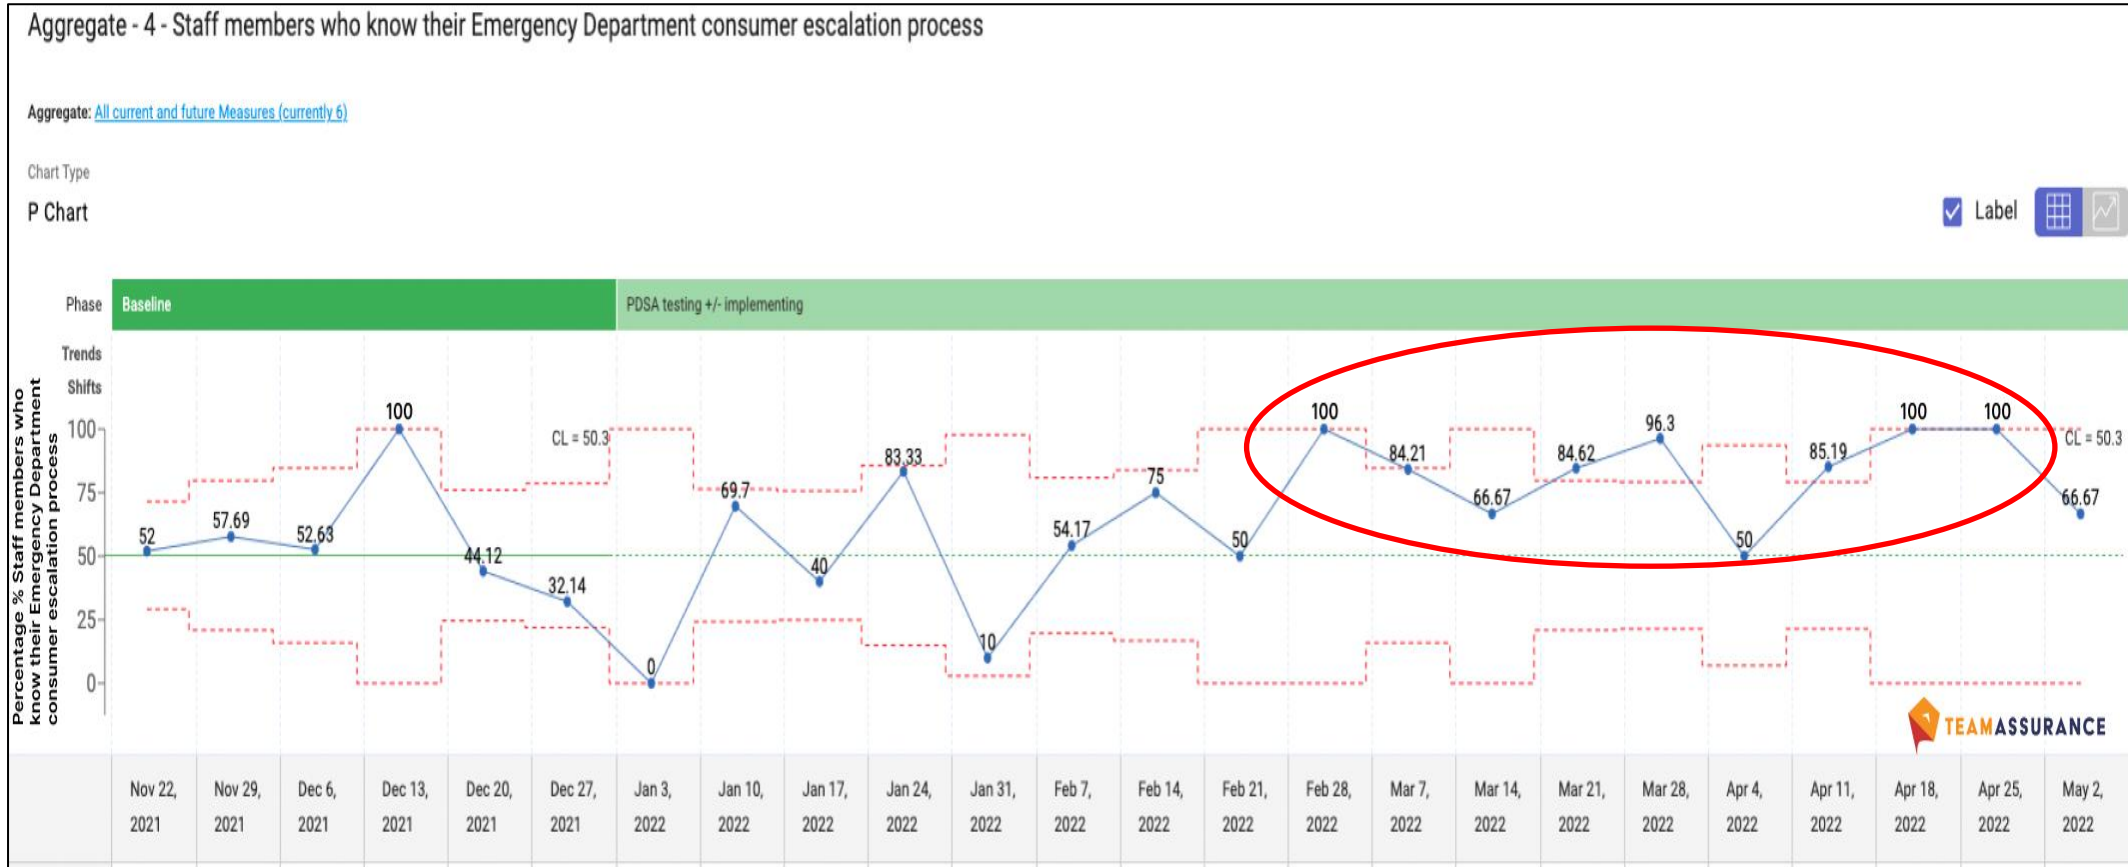 Aggregate - 4 - Staff members who know their Emergency Department consumer escalation process
Aggregate: All current and future Measures (currently 6)
Chart Type
P Chart
Label
Phase
Baseline
PDSA testing +/- implementing
Trends
Shifts
Percentage % Staff members who
know their Emergency Department
consumer escalation process
100
75
50
25
0
CL = 50.3
CL = 50.3
52
57.69
52.63
100
44.12
32.14
0
69.7
40
83.33
10
54.17
75
50
100
84.21
66.67
84.62
96.3
50
85.19
100
100
66.67
TEAMASSURANCE
Nov 22,
2021
Nov 29,
2021
Dec 6,
2021
Dec 13,
2021
Dec 20,
2021
Dec 27,
2021
Jan 3,
2022
Jan 10,
2022
Jan 17,
2022
Jan 24,
2022
Jan 31,
2022
Feb 7,
2022
Feb 14,
2022
Feb 21,
2022
Feb 28,
2022
Mar 7,
2022
Mar 14,
2022
Mar 21,
2022
Mar 28,
2022
Apr 4,
2022
Apr 11,
2022
Apr 18,
2022
Apr 25,
2022
May 2,
2022